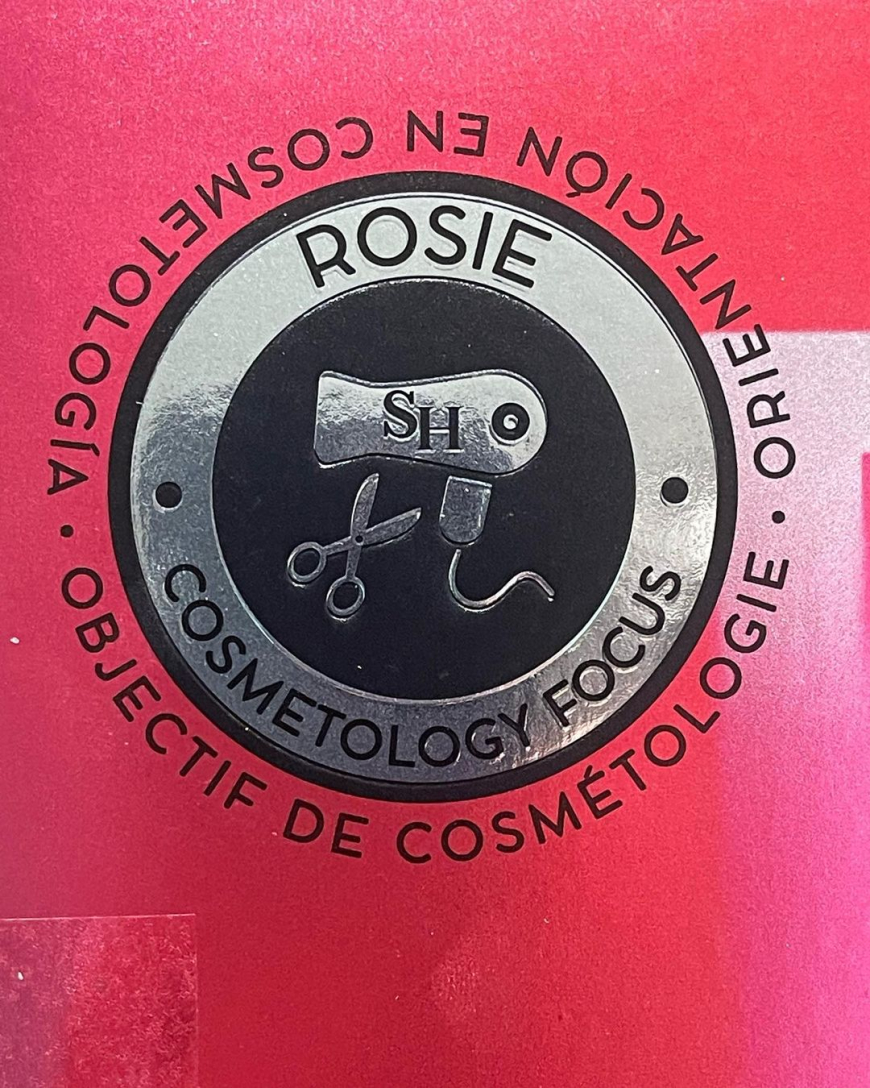 ROSIE
SH
COSMETOLOGY FOCUS
ORIENTACIÓN EN COSMETOLOGÍA • OBJECTIF DE COSMÉTOLOGIE •